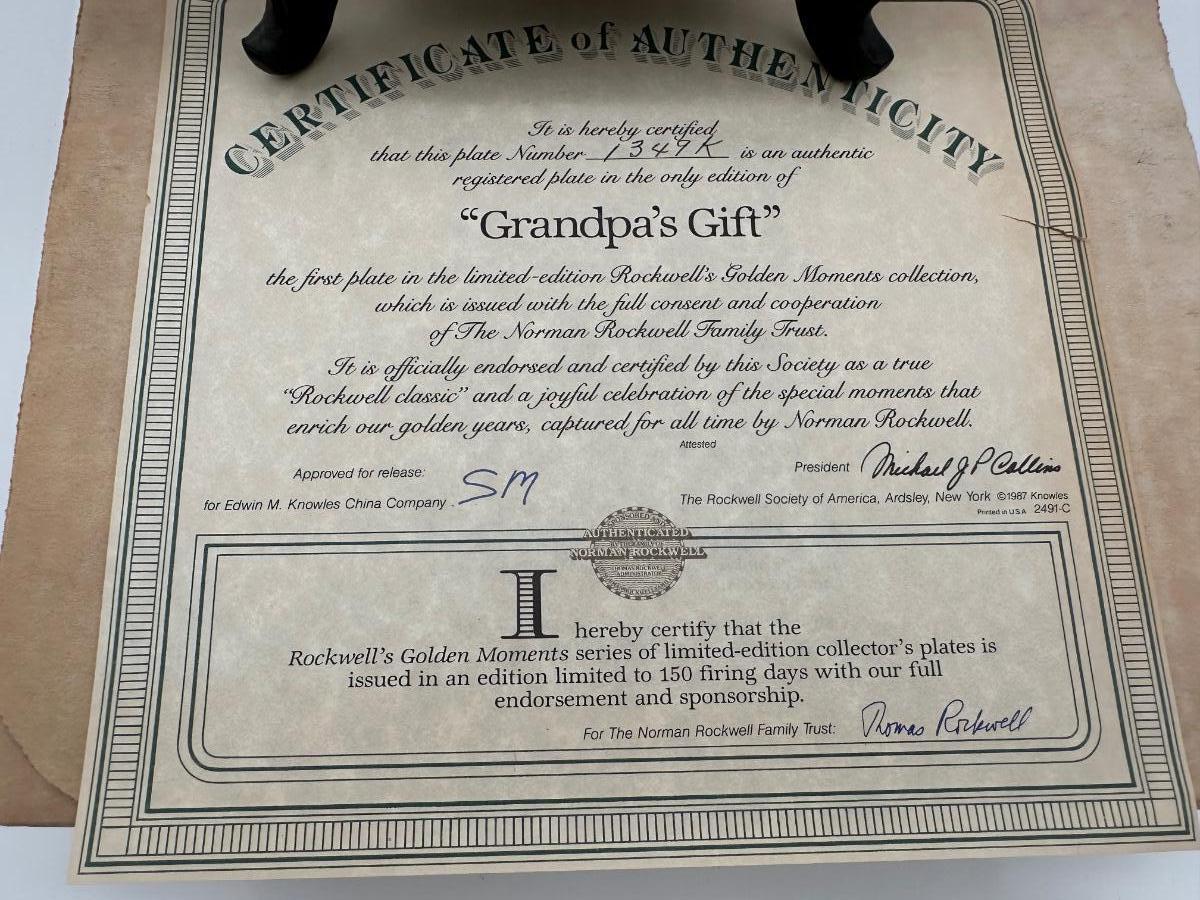 CERTIFICATE of AUTHENTICITY
It is hereby certified
that this plate Number 1349K is an authentic
registered plate in the only edition of
“Grandpa’s Gift”
the first plate in the limited-edition Rockwell’s Golden Moments collection,
which is issued with the full consent and cooperation
of The Norman Rockwell Family Trust.
It is officially endorsed and certified by this Society as a true
“Rockwell classic” and a joyful celebration of the special moments that
enrich our golden years, captured for all time by Norman Rockwell.
Attested
Approved for release:
President Michael J P Collins
for Edwin M. Knowles China Company SM
The Rockwell Society of America, Ardsley, New York ©1987 Knowles
Printed in U.S.A 2491-C
AUTHENTICATED
NORMAN ROCKWELL
THOMAS ROCKWELL
ADMINISTRATOR
I hereby certify that the
Rockwell’s Golden Moments series of limited-edition collector’s plates is
issued in an edition limited to 150 firing days with our full
endorsement and sponsorship.
For The Norman Rockwell Family Trust: Thomas Rockwell